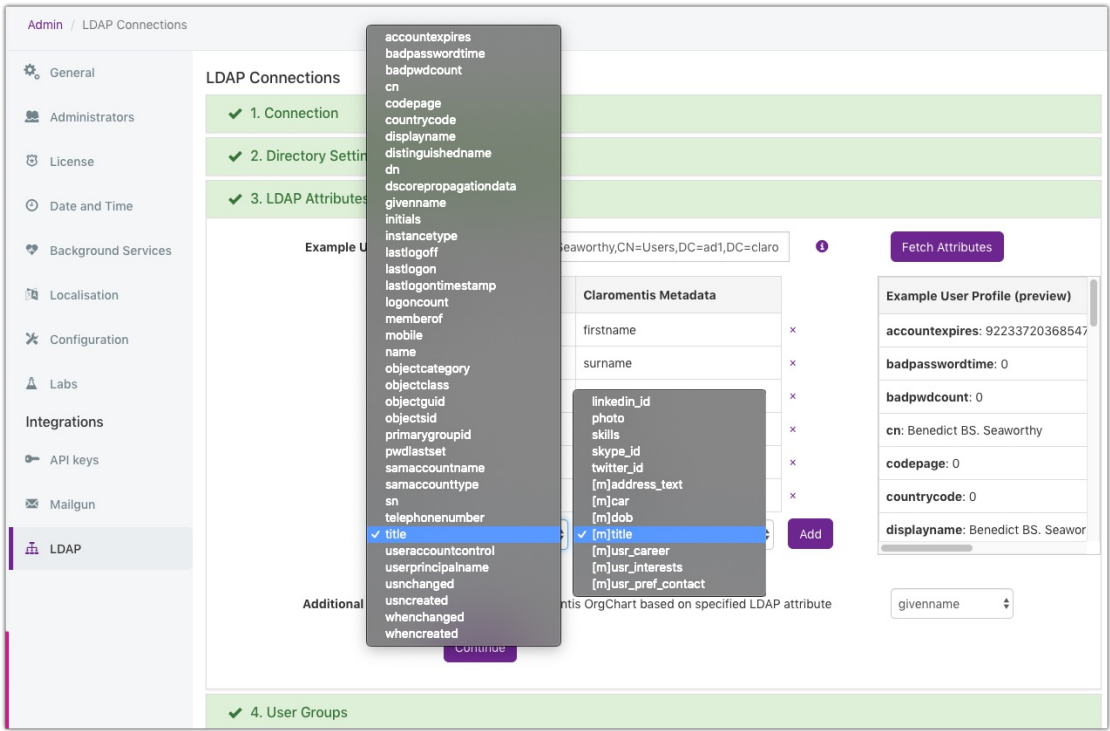 Admin / LDAP Connections
General
Administrators
License
Date and Time
Background Services
Localisation
Configuration
Labs
Integrations
API keys
Mailgun
LDAP
LDAP Connections
1. Connection
2. Directory Settin
3. LDAP Attributes
Example U
Seaworthy,CN=Users,DC=ad1,DC=claro
Fetch Attributes
accountexpires
badpasswordtime
badpwdcount
cn
codepage
countrycode
displayname
distinguishedname
dn
dscorepropagationdata
givenname
initials
instancetype
lastlogoff
lastlogon
lastlogontimestamp
logoncount
memberof
mobile
name
objectcategory
objectclass
objectguid
objectsid
primarygroupid
pwdlastset
samaccountname
samaccounttype
sn
telephonenumber
title
useraccountcontrol
userprincipalname
usnchanged
usncreated
whenchanged
whencreated
Claromentis Metadata
firstname ×
surname ×
×
×
×
×
linkedin_id
photo
skills
skype_id
twitter_id
[m]address_text
[m]car
[m]dob
[m]title
[m]usr_career
[m]usr_interests
[m]usr_pref_contact
Add
Example User Profile (preview)
accountexpires: 92233720368547
badpasswordtime: 0
badpwdcount: 0
cn: Benedict BS. Seaworthy
codepage: 0
countrycode: 0
displayname: Benedict BS. Seawor
Additional
ntis OrgChart based on specified LDAP attribute
givenname
Continue
4. User Groups